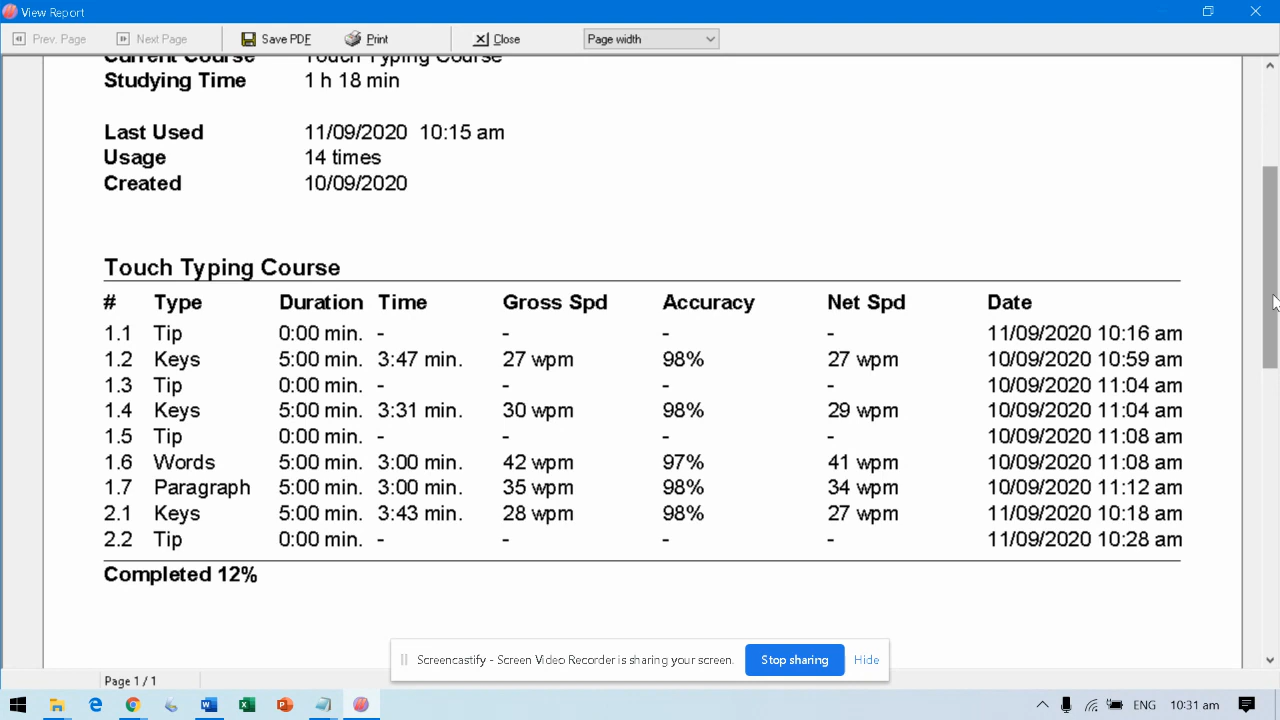 View Report
Prev. Page Next Page Save PDF Print Close Page width
Current Course Touch Typing Course
Studying Time 1 h 18 min
Last Used 11/09/2020 10:15 am
Usage 14 times
Created 10/09/2020
Touch Typing Course
# Type Duration Time Gross Spd Accuracy Net Spd Date
1.1 Tip 0:00 min. - - - - 11/09/2020 10:16 am
1.2 Keys 5:00 min. 3:47 min. 27 wpm 98% 27 wpm 10/09/2020 10:59 am
1.3 Tip 0:00 min. - - - - 10/09/2020 11:04 am
1.4 Keys 5:00 min. 3:31 min. 30 wpm 98% 29 wpm 10/09/2020 11:04 am
1.5 Tip 0:00 min. - - - - 10/09/2020 11:08 am
1.6 Words 5:00 min. 3:00 min. 42 wpm 97% 41 wpm 10/09/2020 11:08 am
1.7 Paragraph 5:00 min. 3:00 min. 35 wpm 98% 34 wpm 10/09/2020 11:12 am
2.1 Keys 5:00 min. 3:43 min. 28 wpm 98% 27 wpm 11/09/2020 10:18 am
2.2 Tip 0:00 min. - - - - 11/09/2020 10:28 am
Completed 12%
Screencastify - Screen Video Recorder is sharing your screen. Stop sharing Hide
Page 1 / 1
ENG 10:31 am